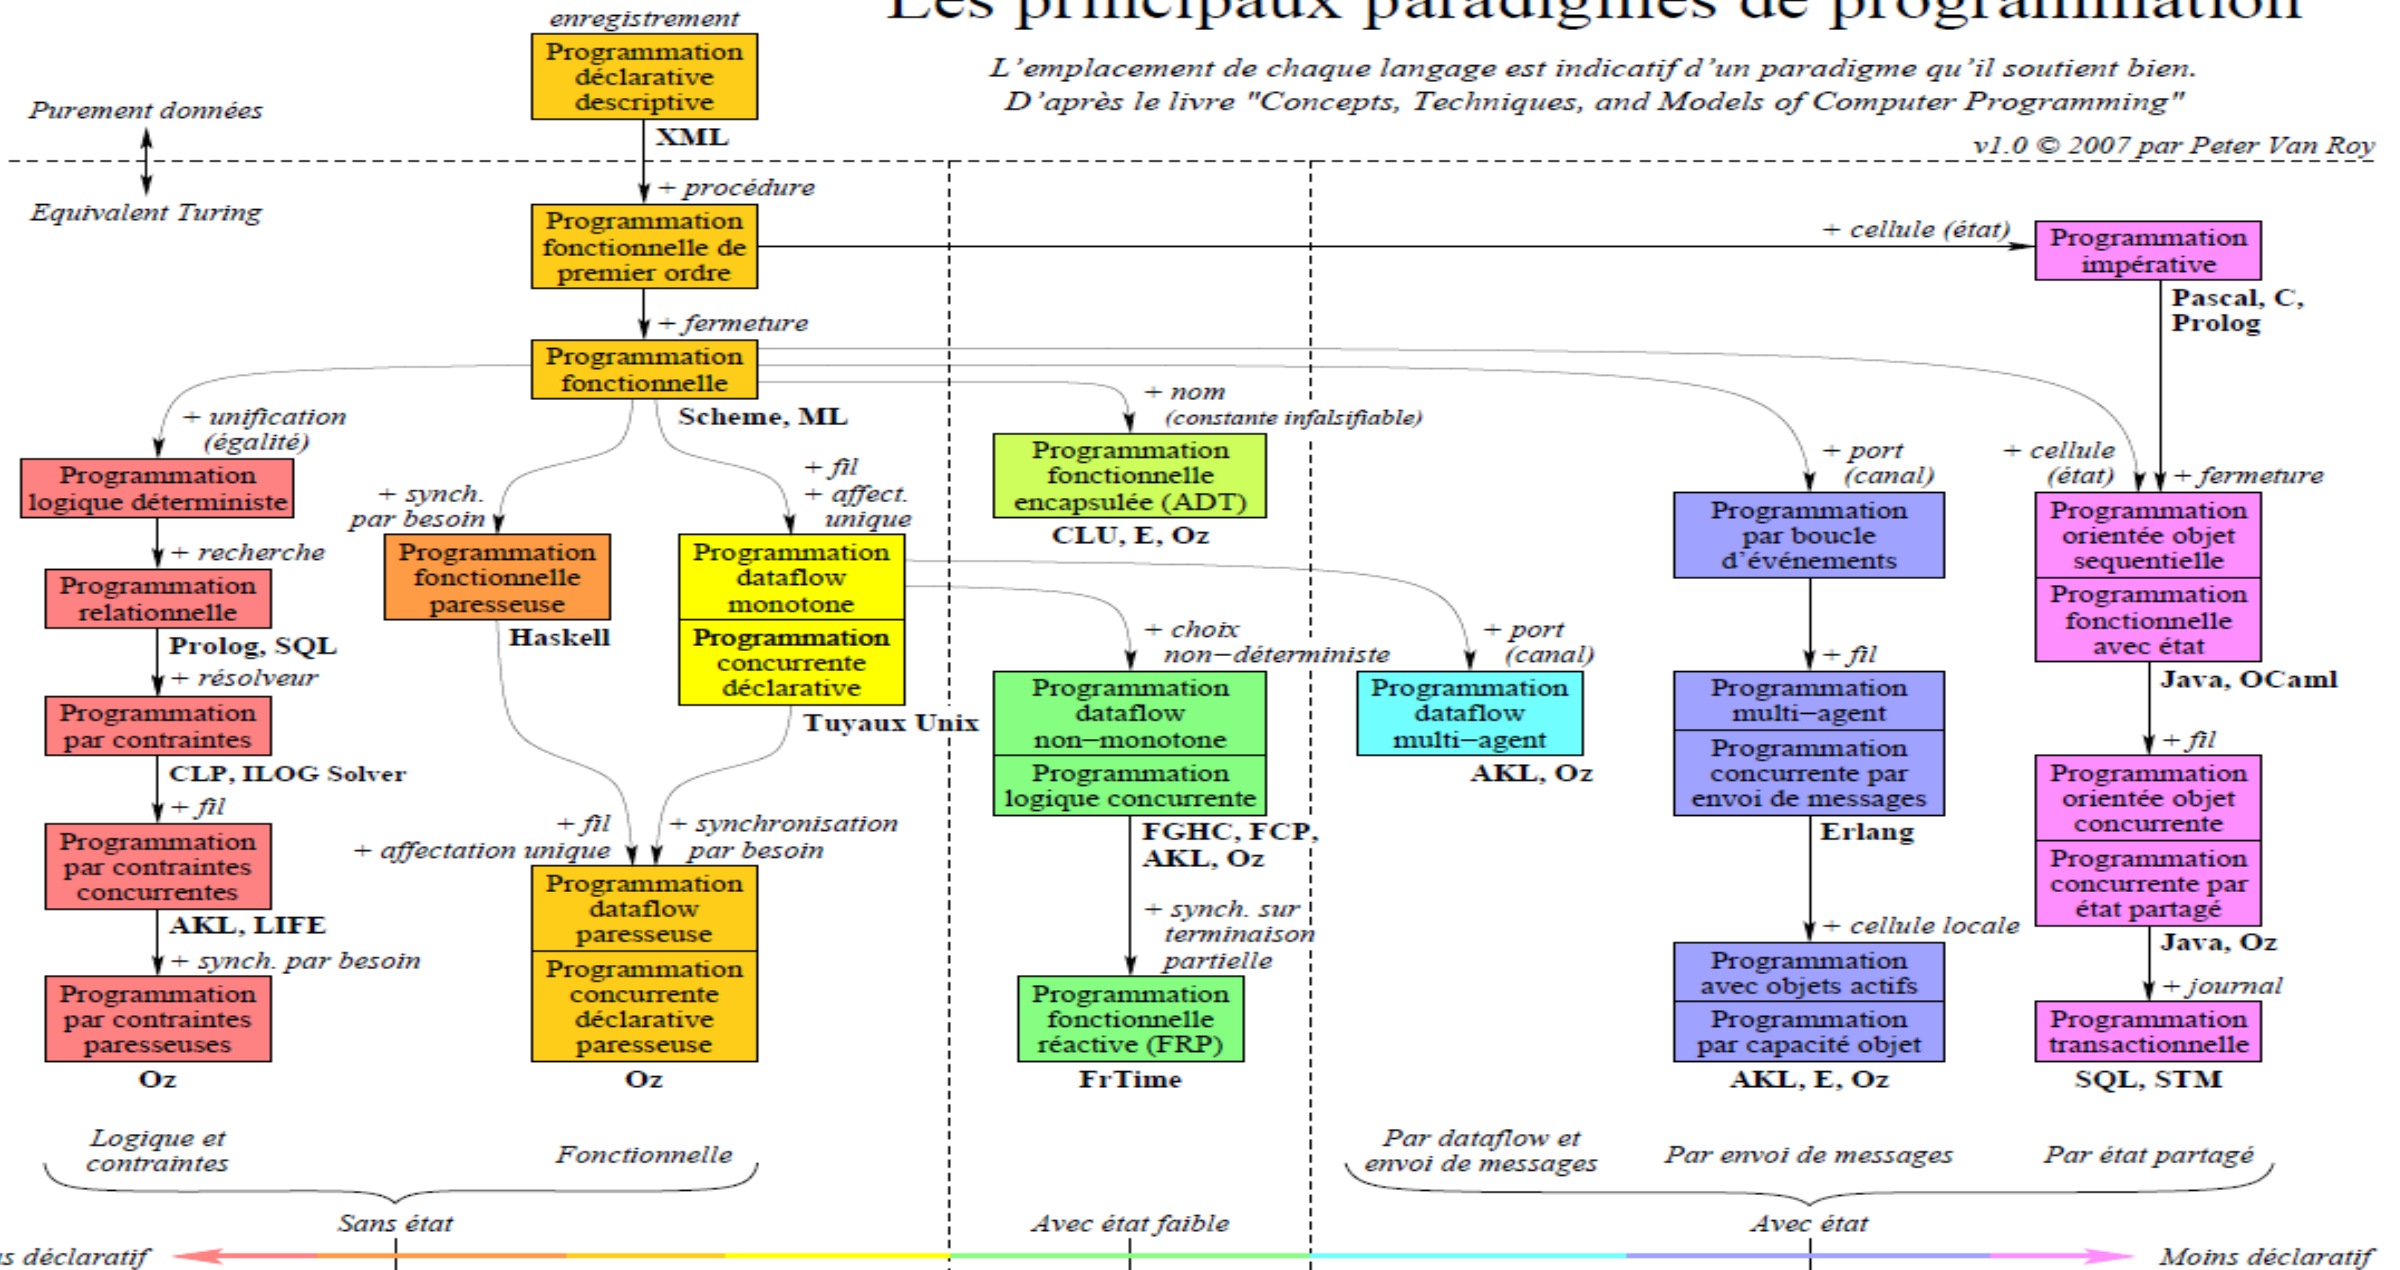 Les principaux paradigmes de programmation
L'emplacement de chaque langage est indicatif d'un paradigme qu'il soutient bien.
D'après le livre "Concepts, Techniques, and Models of Computer Programming"
v1.0 © 2007 par Peter Van Roy
enregistrement
Programmation
déclarative
descriptive
XML
Purement données
Equivalent Turing
+ procédure
Programmation
fonctionnelle de
premier ordre
+ cellule (état)
Programmation
impérative
Pascal, C,
Prolog
+ fermeture
Programmation
fonctionnelle
Scheme, ML
+ unification
(égalité)
Programmation
logique déterministe
+ recherche
Programmation
relationnelle
Prolog, SQL
+ résolveur
Programmation
par contraintes
CLP, ILOG Solver
+ fil
Programmation
par contraintes
concurrentes
AKL, LIFE
+ synch. par besoin
Programmation
par contraintes
paresseuses
Oz
+ synch.
par besoin
Programmation
fonctionnelle
paresseuse
Haskell
+ fil
+ affect.
unique
Programmation
dataflow
monotone
Programmation
concurrente
déclarative
Tuyaux Unix
+ fil
+ affectation unique
+ synchronisation
par besoin
Programmation
dataflow
paresseuse
Programmation
concurrente
déclarative
paresseuse
Oz
+ nom
(constante infalsifiable)
Programmation
fonctionnelle
encapsulée (ADT)
CLU, E, Oz
+ choix
non−déterministe
Programmation
dataflow
non−monotone
Programmation
logique concurrente
FGHC, FCP,
AKL, Oz
+ synch. sur
terminaison
partielle
Programmation
fonctionnelle
réactive (FRP)
FrTime
+ port
(canal)
Programmation
dataflow
multi−agent
AKL, Oz
+ port
(canal)
Programmation
par boucle
d'événements
+ fil
Programmation
multi−agent
Programmation
concurrente par
envoi de messages
Erlang
+ cellule locale
Programmation
avec objets actifs
Programmation
par capacité objet
AKL, E, Oz
+ cellule
(état)
+ fermeture
Programmation
orientée objet
sequentielle
Programmation
fonctionnelle
avec état
Java, OCaml
+ fil
Programmation
orientée objet
concurrente
Programmation
concurrente par
état partagé
Java, Oz
+ journal
Programmation
transactionnelle
SQL, STM
Logique et
contraintes
Fonctionnelle
Par dataflow et
envoi de messages
Par envoi de messages
Par état partagé
Sans état
Avec état faible
Avec état
déclaratif
Moins déclaratif